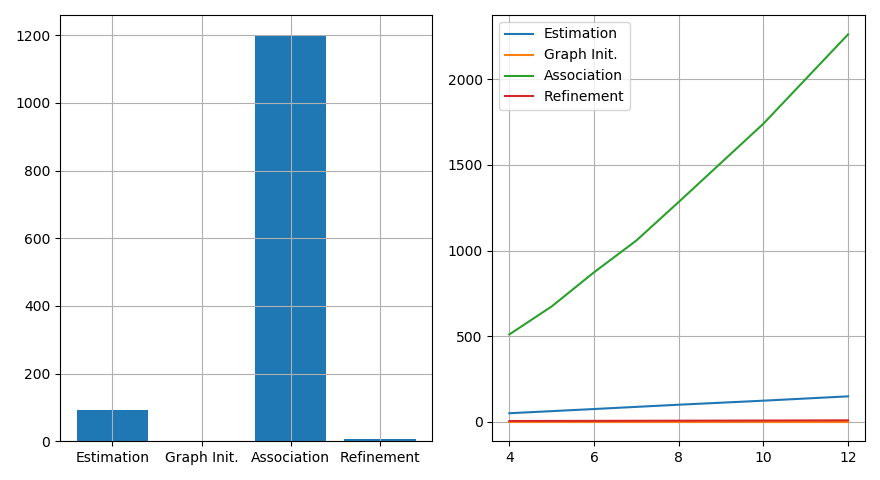 1200
1000
800
600
400
200
0
Estimation Graph Init. Association Refinement
Estimation
Graph Init.
Association
Refinement
2000
1500
1000
500
0
4 6 8 10 12